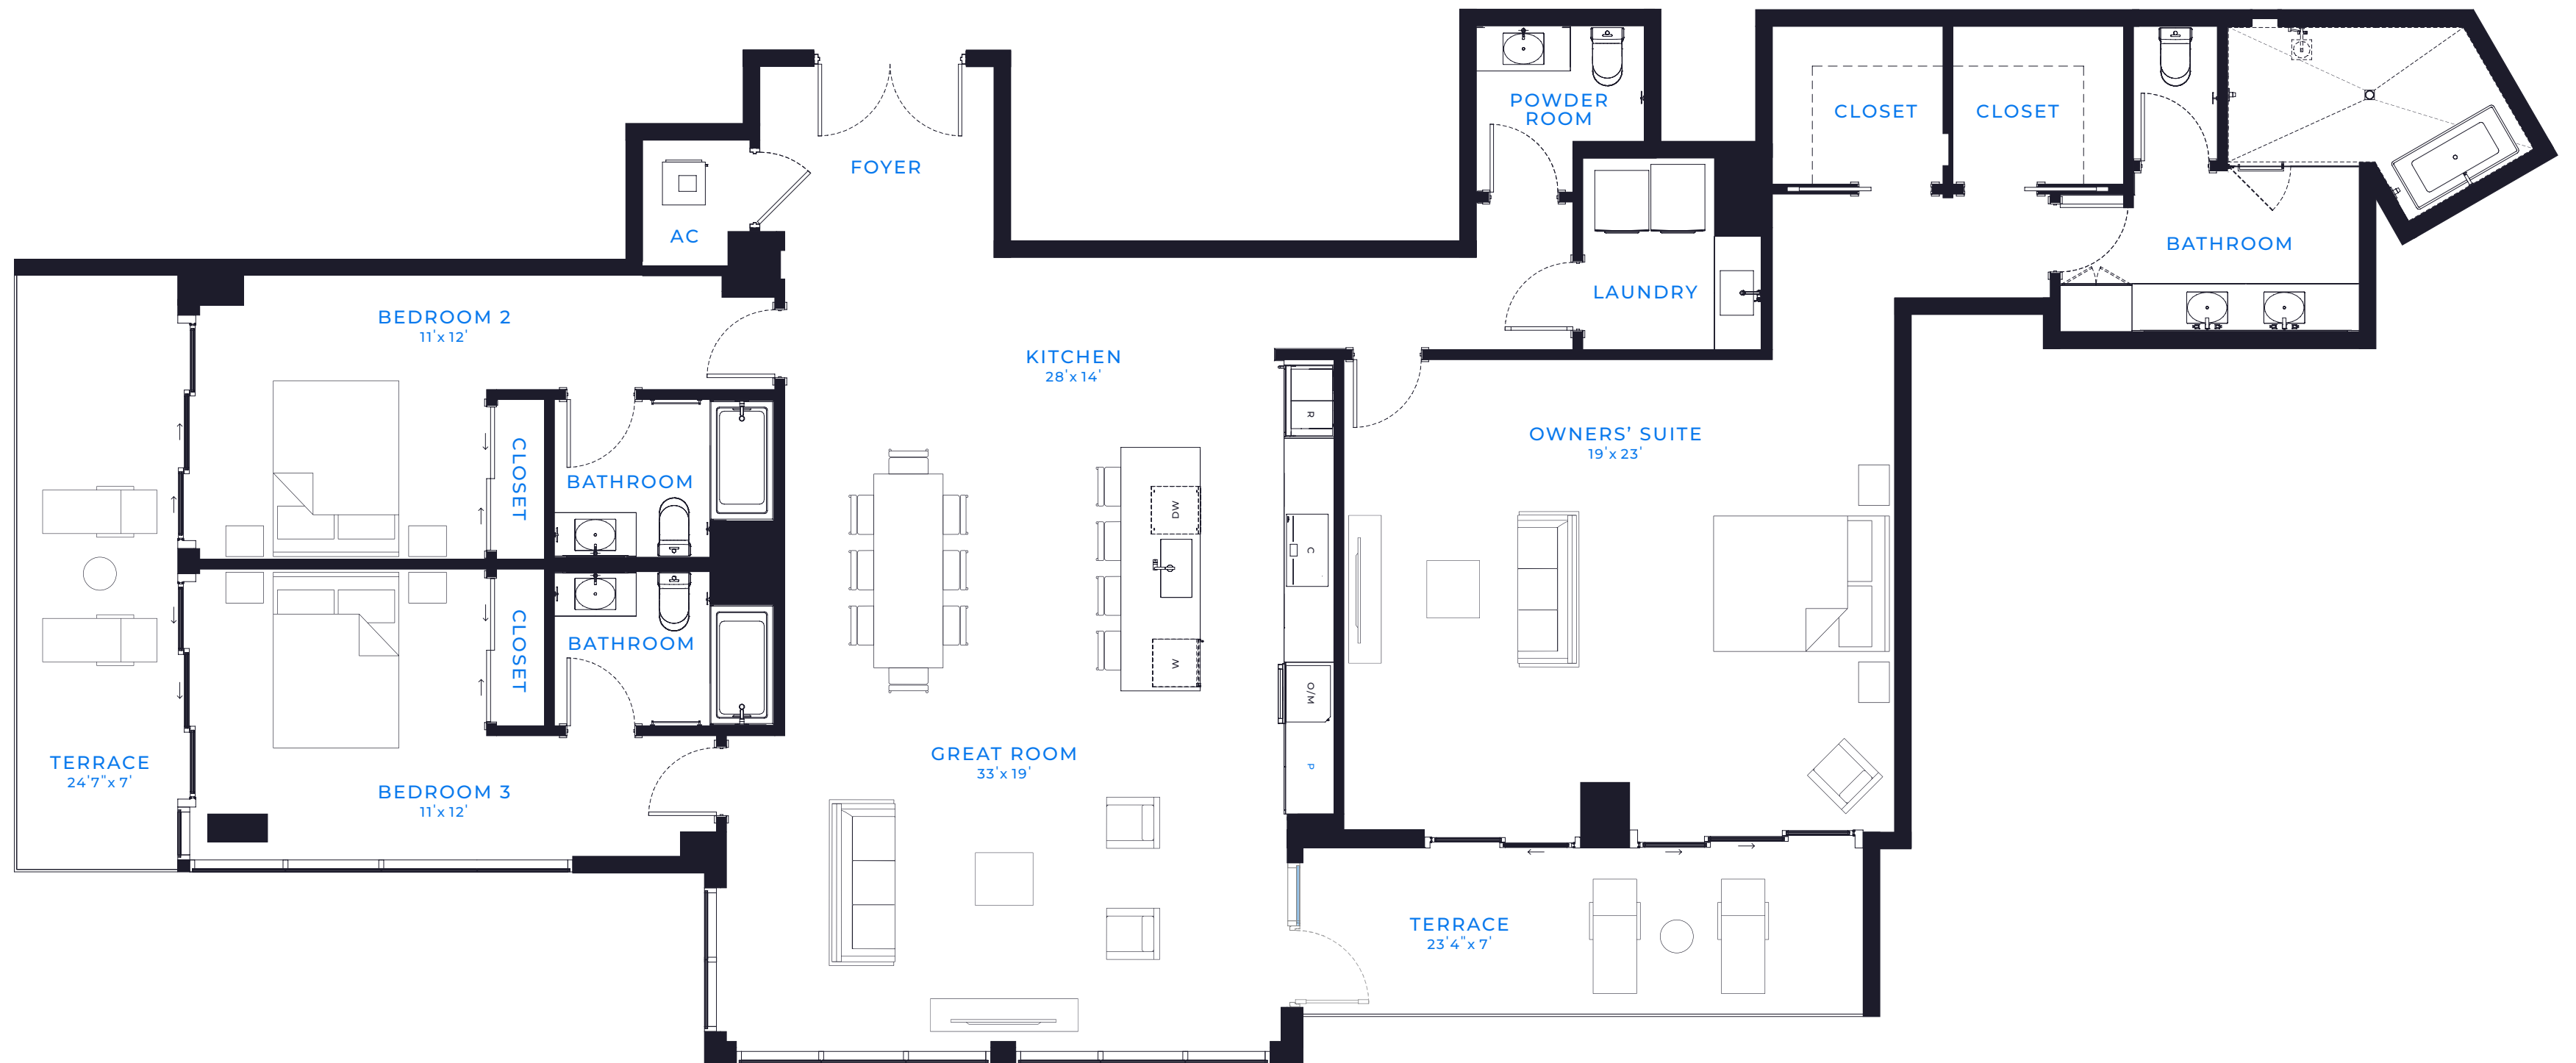 POWDER
ROOM
CLOSET
CLOSET
FOYER
AC
BATHROOM
LAUNDRY
BEDROOM 2
11'x 12'
KITCHEN
28'x 14'
R
OWNERS' SUITE
19'x 23'
CLOSET
BATHROOM
DW
C
CLOSET
BATHROOM
W
O/M
GREAT ROOM
33'x 19'
P
TERRACE
24'7"x 7'
BEDROOM 3
11'x 12'
TERRACE
23'4"x 7'